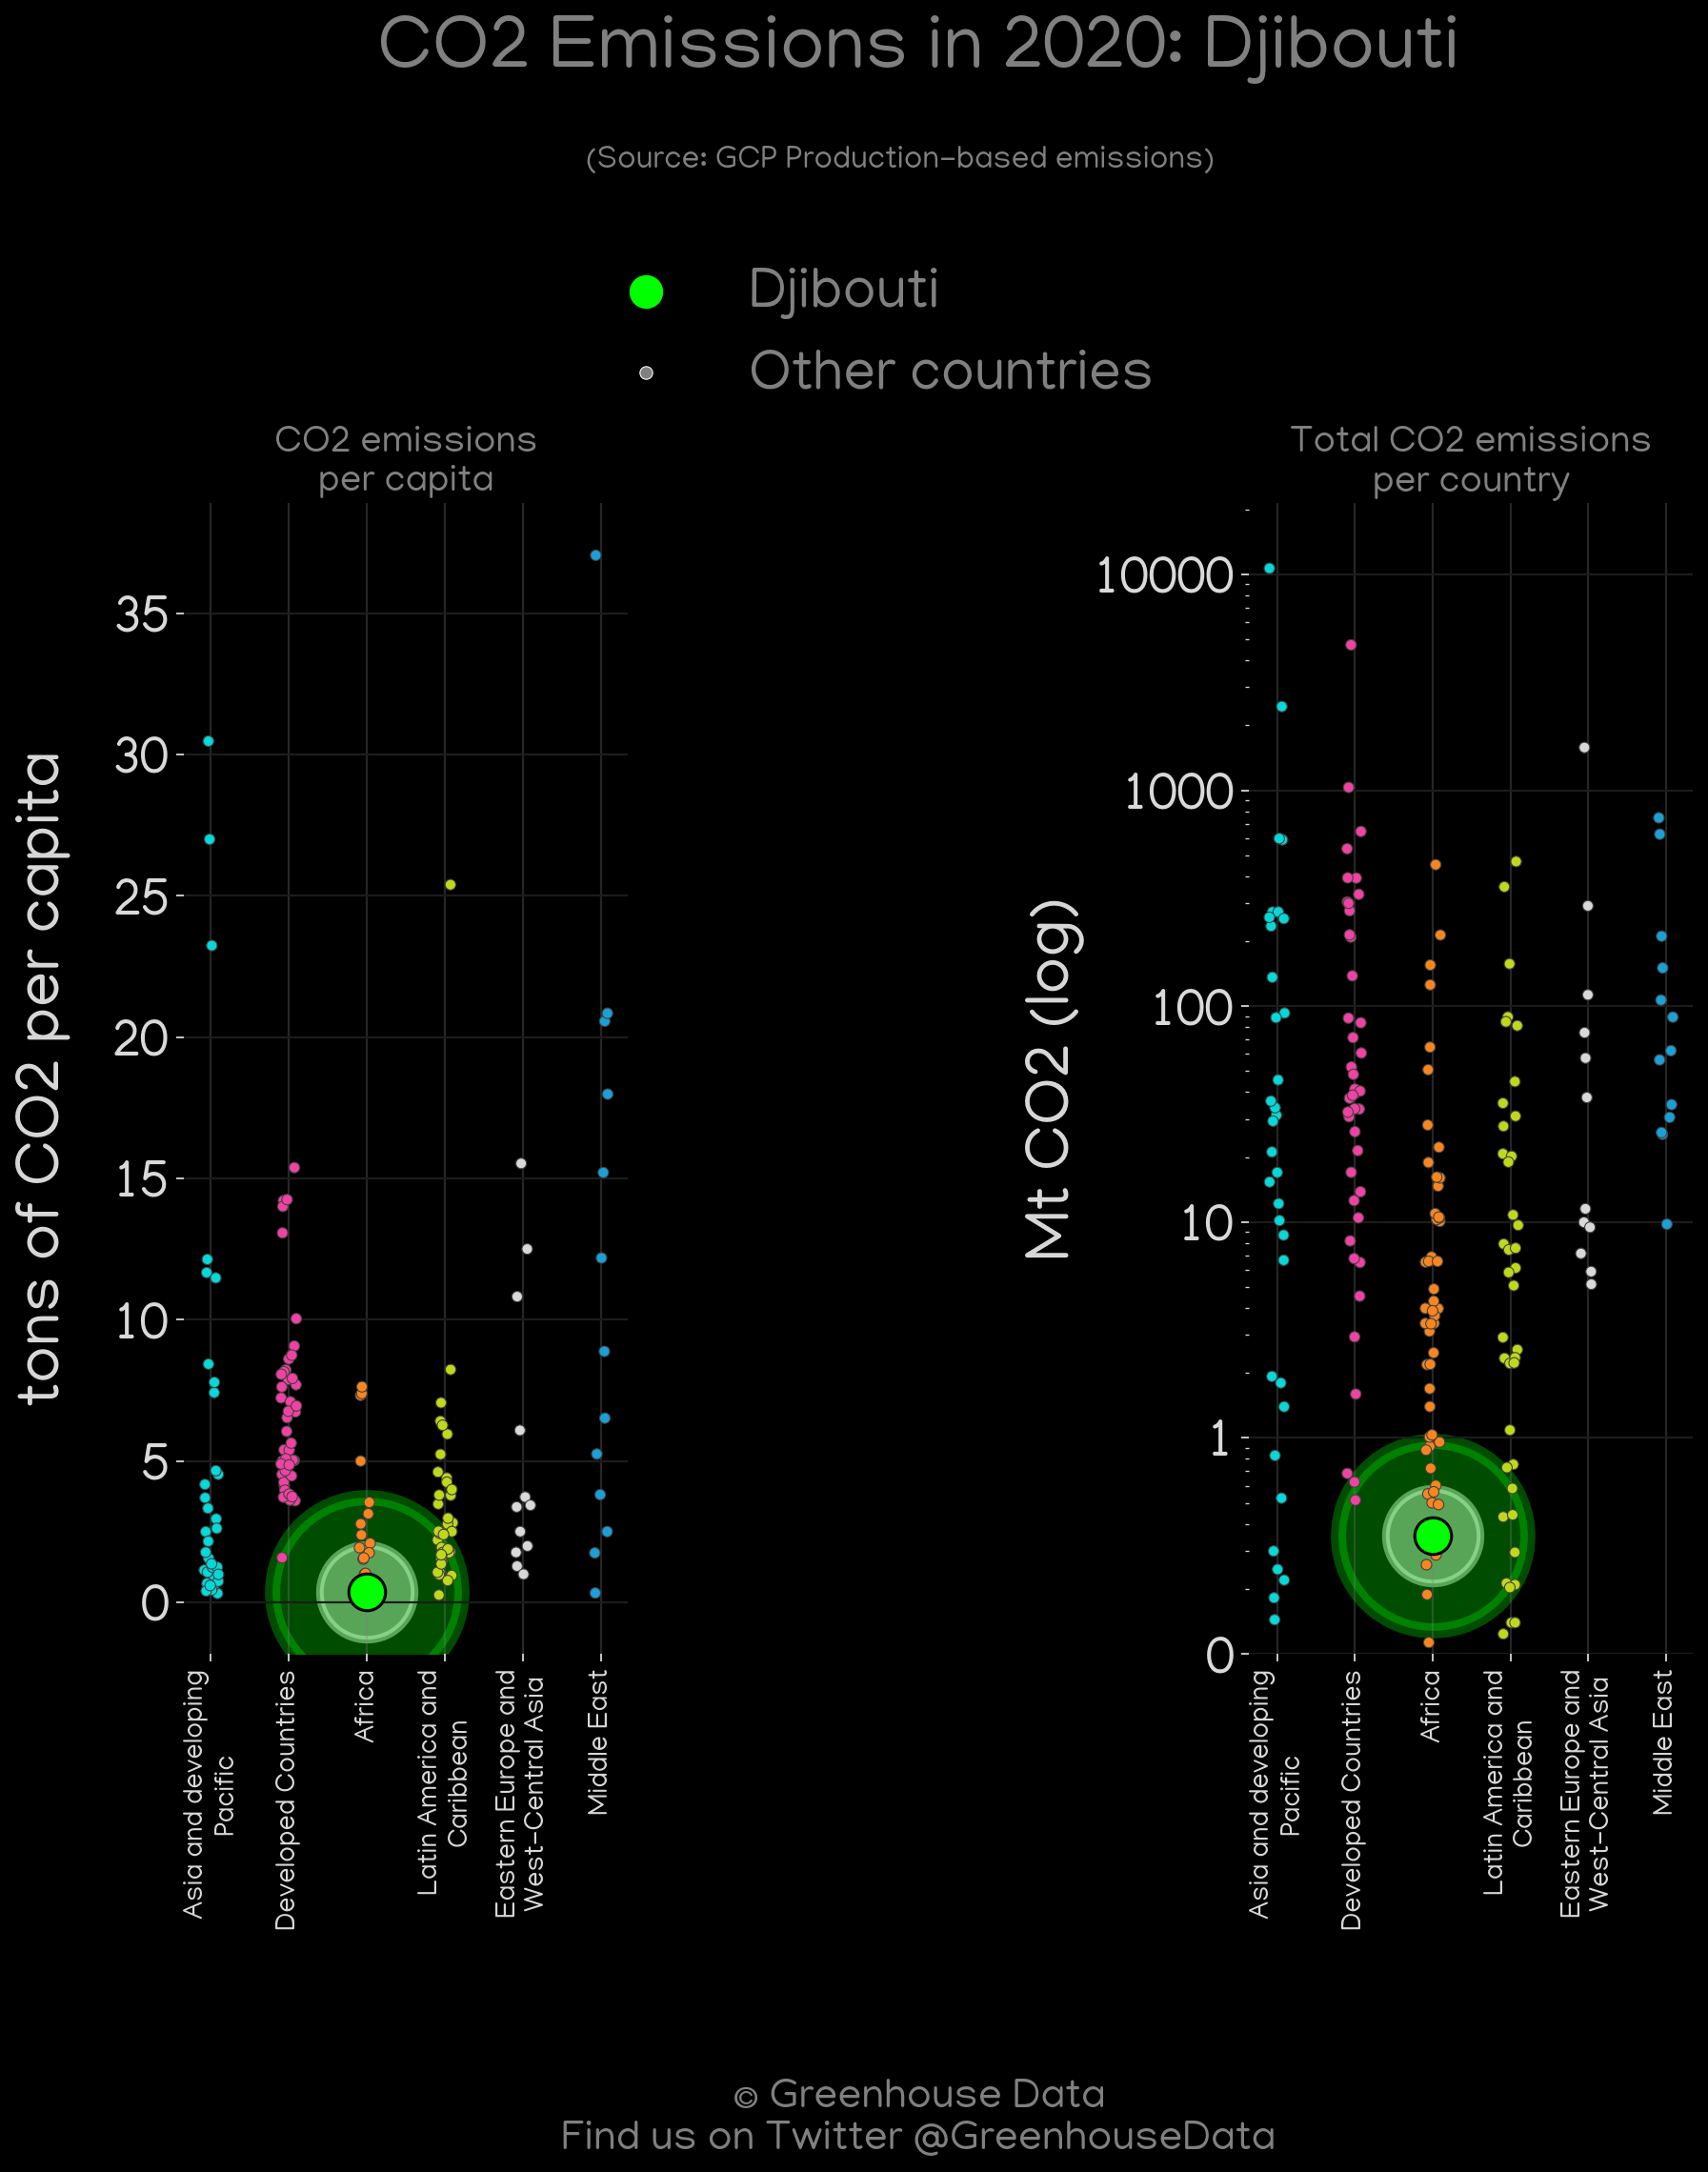 CO2 Emissions in 2020: Djibouti
(Source: GCP Production-based emissions)
Djibouti
Other countries
CO2 emissions
per capita
tons of CO2 per capita
35
30
25
20
15
10
5
0
Asia and developing
Pacific
Developed Countries
Africa
Latin America and
Caribbean
Eastern Europe and
West-Central Asia
Middle East
Total CO2 emissions
per country
Mt CO2 (log)
10000
1000
100
10
1
0
Asia and developing
Pacific
Developed Countries
Africa
Latin America and
Caribbean
Eastern Europe and
West-Central Asia
Middle East
© Greenhouse Data
Find us on Twitter @GreenhouseData